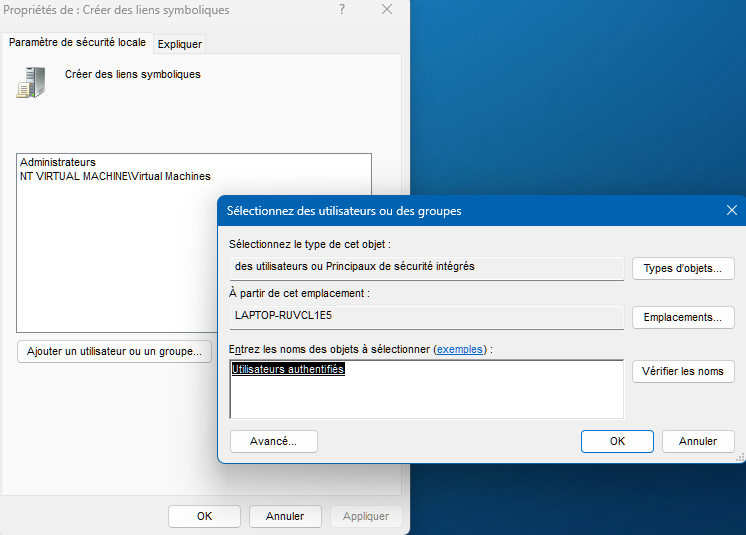 Propriétés de : Créer des liens symboliques
Paramètre de sécurité locale
Expliquer
Créer des liens symboliques
Administrateurs
NT VIRTUAL MACHINE\Virtual Machines
Ajouter un utilisateur ou un groupe...
Sélectionnez des utilisateurs ou des groupes
Sélectionnez le type de cet objet :
des utilisateurs ou Principaux de sécurité intégrés
Types d'objets...
À partir de cet emplacement :
LAPTOP-RUVCL1E5
Emplacements...
Entrez les noms des objets à sélectionner (exemples) :
Utilisateurs authentifiés
Vérifier les noms
Avancé...
OK
Annuler
OK
Annuler
Appliquer